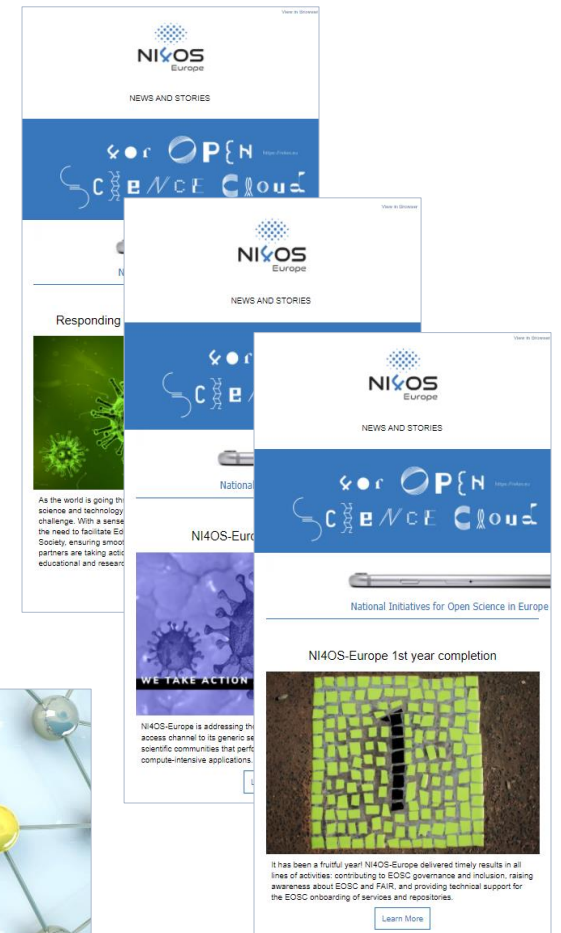 View in Browser
NI4OS
Europe
NEWS AND STORIES
for OPEN
SCIENCE Cloud
N
Responding
As the world is going th
science and technology
challenge. With a sense
the need to facilitate Ed
Society, ensuring smoot
partners are taking actio
educational and researc
View in Browser
NI4OS
Europe
NEWS AND STORIES
for
SCIE
National
NI4OS-Euro
WE TAKE ACTION
NI4OS-Europe is addressing the
access channel to its generic se
scientific communities that perfo
compute-intensive applications.
L
View in Browser
NI4OS
Europe
NEWS AND STORIES
for OPEN
SCIENCE Cloud
National Initiatives for Open Science in Europe
NI4OS-Europe 1st year completion
1
It has been a fruitful year! NI4OS-Europe delivered timely results in all
lines of activities: contributing to EOSC governance and inclusion, raising
awareness about EOSC and FAIR, and providing technical support for
the EOSC onboarding of services and repositories.
Learn More